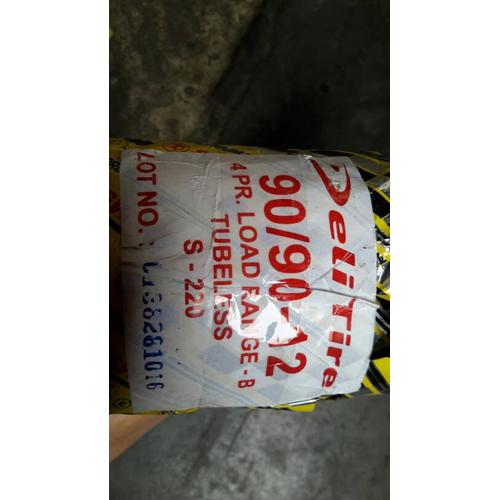 Deli Tire
90/90-12
4 PR. LOAD RANGE - B
TUBELESS
S - 220
LOT NO. :